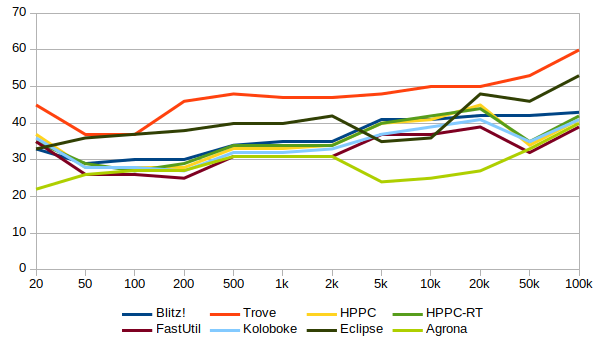 70
60
50
40
30
20
10
0
20 50 100 200 500 1k 2k 5k 10k 20k 50k 100k
Blitz! Trove HPPC HPPC-RT
FastUtil Koloboke Eclipse Agrona